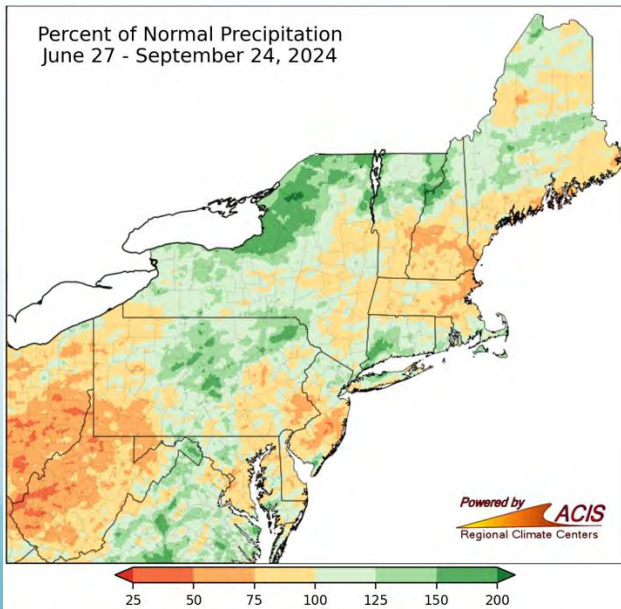 Percent of Normal Precipitation
June 27 - September 24, 2024
Powered by
ACIS
Regional Climate Centers
25 50 75 100 125 150 200